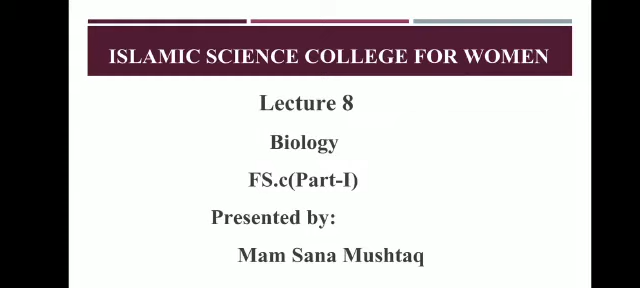 ISLAMIC SCIENCE COLLEGE FOR WOMEN
Lecture 8
Biology
FS.c(Part-I)
Presented by:
Mam Sana Mushtaq